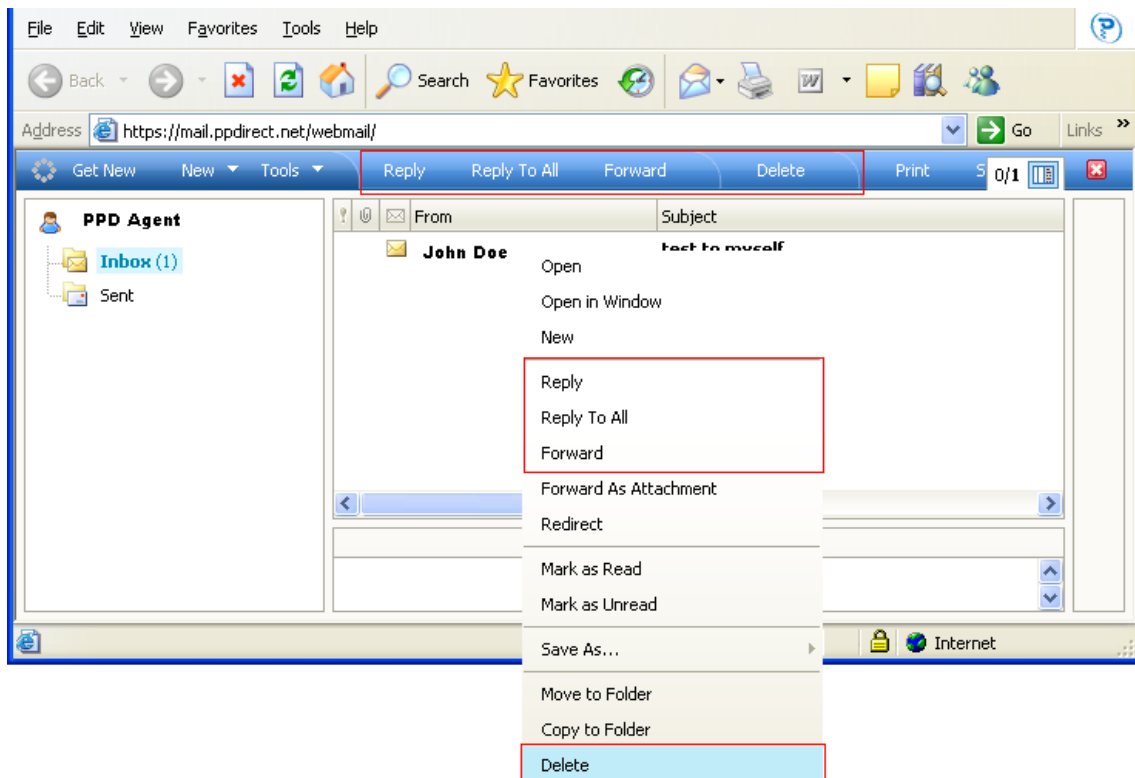 File Edit View Favorites Tools Help
Back Search Favorites
Address https://mail.ppdirect.net/webmail/ Go Links »
Get New New Tools Reply Reply To All Forward Delete Print S 0/1
PPD Agent
From Subject
Inbox (1)
John Doe test to myself
Sent
Open
Open in Window
New
Reply
Reply To All
Forward
Forward As Attachment
Redirect
Mark as Read
Mark as Unread
Internet
Save As...
Move to Folder
Copy to Folder
Delete